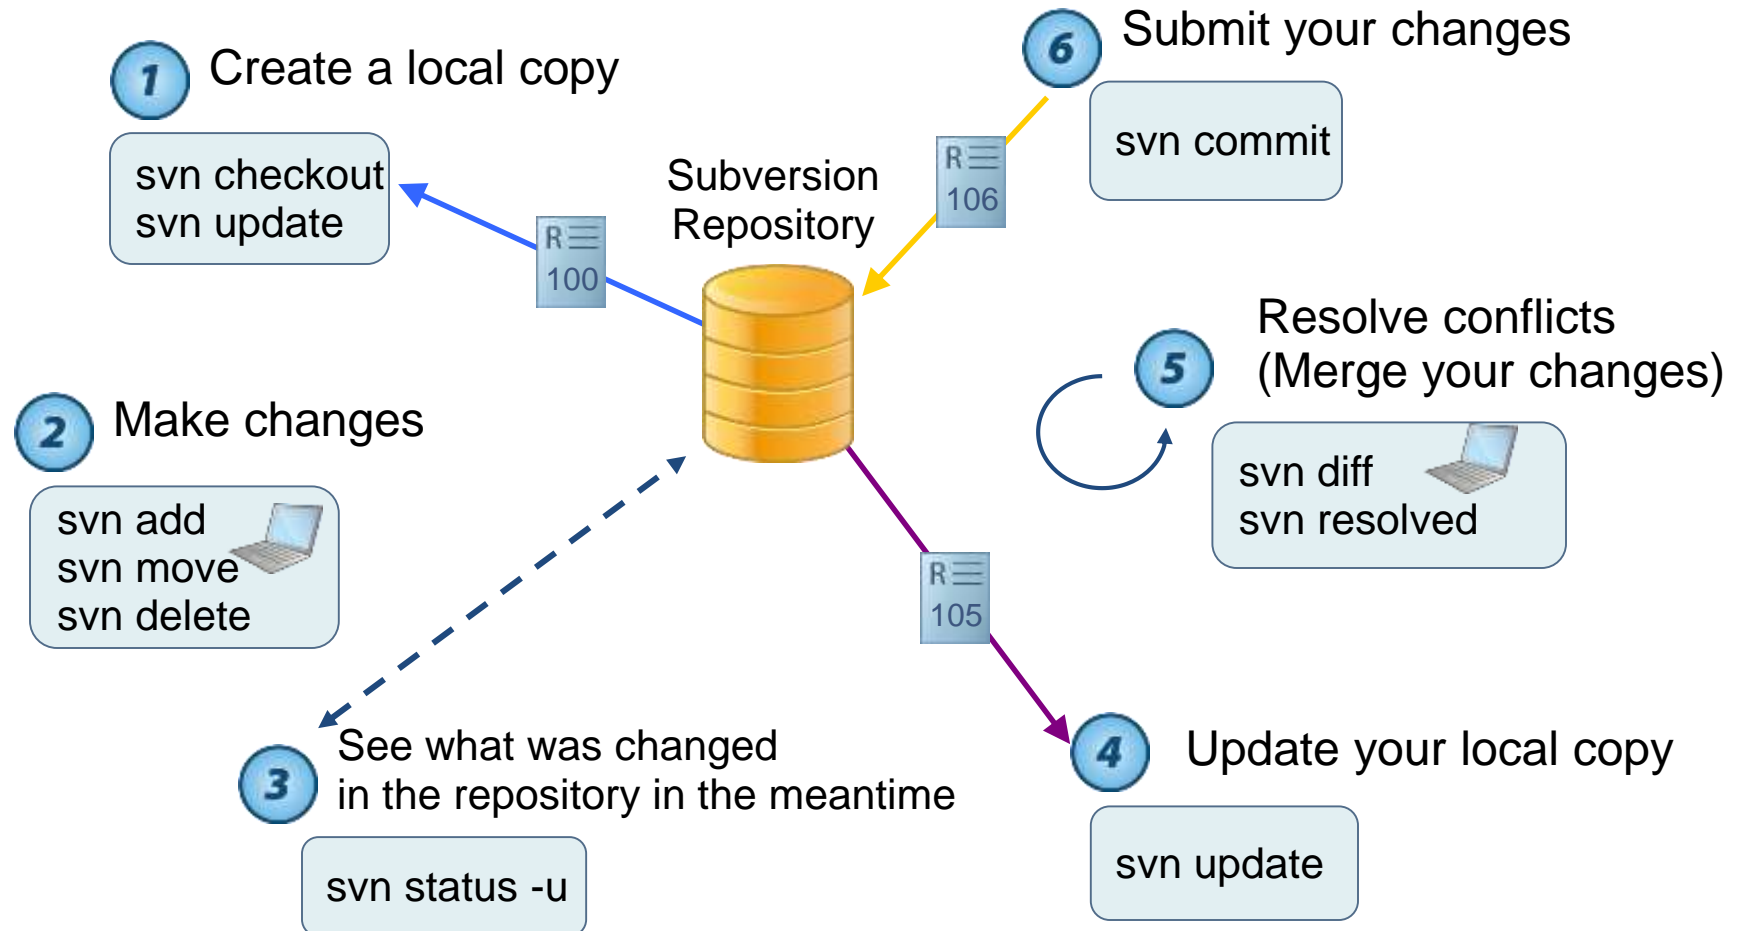 1 Create a local copy
svn checkout
svn update
R
100
Subversion
Repository
6 Submit your changes
svn commit
R
106
2 Make changes
svn add
svn move
svn delete
5 Resolve conflicts
(Merge your changes)
svn diff
svn resolved
R
105
3 See what was changed
in the repository in the meantime
svn status -u
4 Update your local copy
svn update